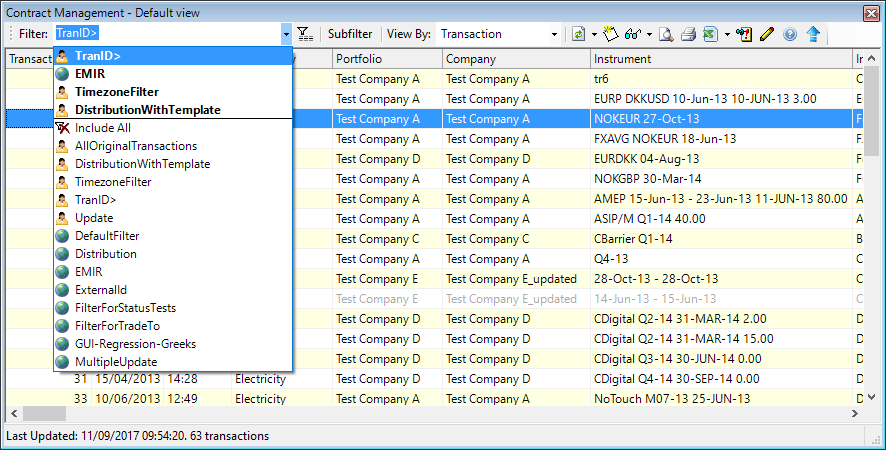 Contract Management - Default view
Filter: TranID> Subfilter View By: Transaction
Transact Portfolio Company Instrument In
TranID>
EMIR
TimezoneFilter
DistributionWithTemplate
Include All
AllOriginalTransactions
DistributionWithTemplate
TimezoneFilter
TranID>
Update
DefaultFilter
Distribution
EMIR
ExternalId
FilterForStatusTests
FilterForTradeTo
GUI-Regression-Greeks
MultipleUpdate
Test Company A Test Company A tr6 C
Test Company A Test Company A EURP DKKUSD 10-Jun-13 10-JUN-13 3.00 E
Test Company A Test Company A NOKEUR 27-Oct-13 F
Test Company A Test Company A FXAVG NOKEUR 18-Jun-13 F
Test Company D Test Company D EURDKK 04-Aug-13 F
Test Company A Test Company A NOKGBP 30-Mar-14 F
Test Company A Test Company A AMEP 15-Jun-13 - 23-Jun-13 11-JUN-13 80.00 E
Test Company A Test Company A ASIP/M Q1-14 40.00 A
Test Company C Test Company C CBarrier Q1-14 B
Test Company A Test Company A Q4-13 E
Test Company E Test Company E_updated 28-Oct-13 - 28-Oct-13 E
Test Company E Test Company E_updated 14-Jun-13 - 15-Jun-13 E
Test Company D Test Company D CDigital Q2-14 31-MAR-14 2.00 D
Test Company D Test Company D CDigital Q2-14 31-MAR-14 15.00 D
Test Company D Test Company D CDigital Q3-14 30-JUN-14 0.00 D
Test Company D Test Company D CDigital Q4-14 30-SEP-14 0.00 D
31 15/04/2013 14:28 Electricity
33 10/06/2013 12:49 Electricity Test Company A Test Company A NoTouch M07-13 25-JUN-13 D
Last Updated: 11/09/2017 09:54:20. 63 transactions